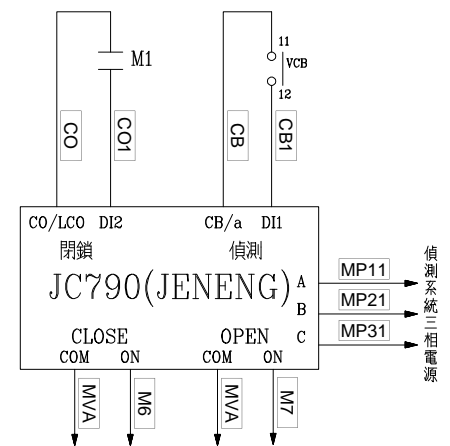 11
M1
VCB
12
CO
CO1
CB
CB1
CO/LCO DI2
CB/a DI1
閉鎖
偵測
JC790(JENENG)
A
B
C
MP11
MP21
MP31
偵測系統三相電源
CLOSE
OPEN
COM ON
COM ON
MVA
M6
MVA
M7